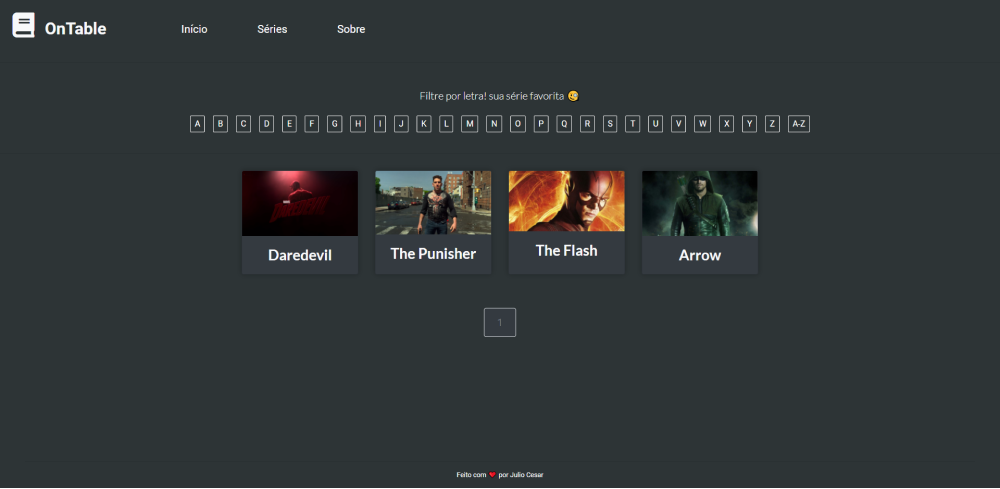 OnTable Início Séries Sobre
Filtre por letra! sua série favorita 🧐
A B C D E F G H I J K L M N O P Q R S T U V W X Y Z A-Z
DAREDEVIL
Daredevil The Punisher The Flash Arrow
1
Feito com ❤ por Julio Cesar